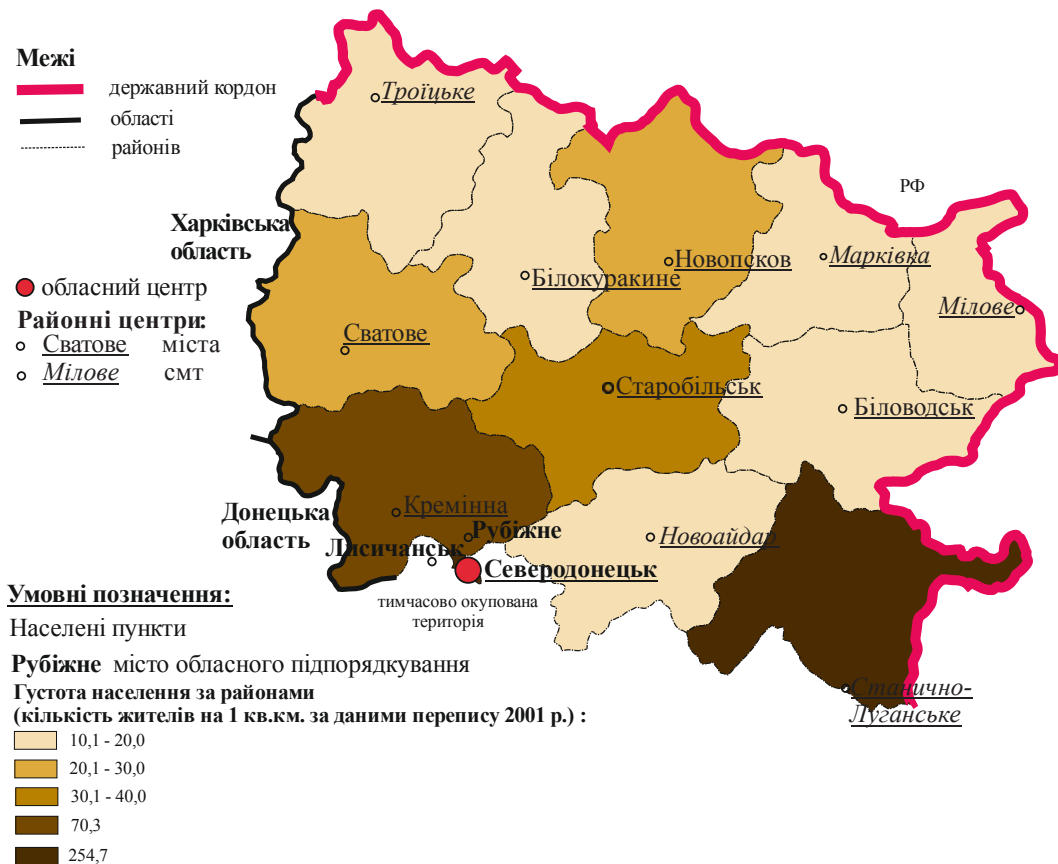 Межі
державний кордон
області
районів
Троїцьке
РФ
Харківська
область
обласний центр
Районні центри:
Сватове міста
Мілове смт
Білокуракине
Новопсков
Марківка
Мілове
Сватове
Старобільськ
Біловодськ
Донецька
область
Кремінна
Рубіжне
Лисичанськ
Северодонецьк
Новоайдар
тимчасово окупована
територія
Станично-
Луганське
Умовні позначення:
Населені пункти
Рубіжне місто обласного підпорядкування
Густота населення за районами
(кількість жителів на 1 кв.км. за даними перепису 2001 р.) :
10,1 - 20,0
20,1 - 30,0
30,1 - 40,0
70,3
254,7